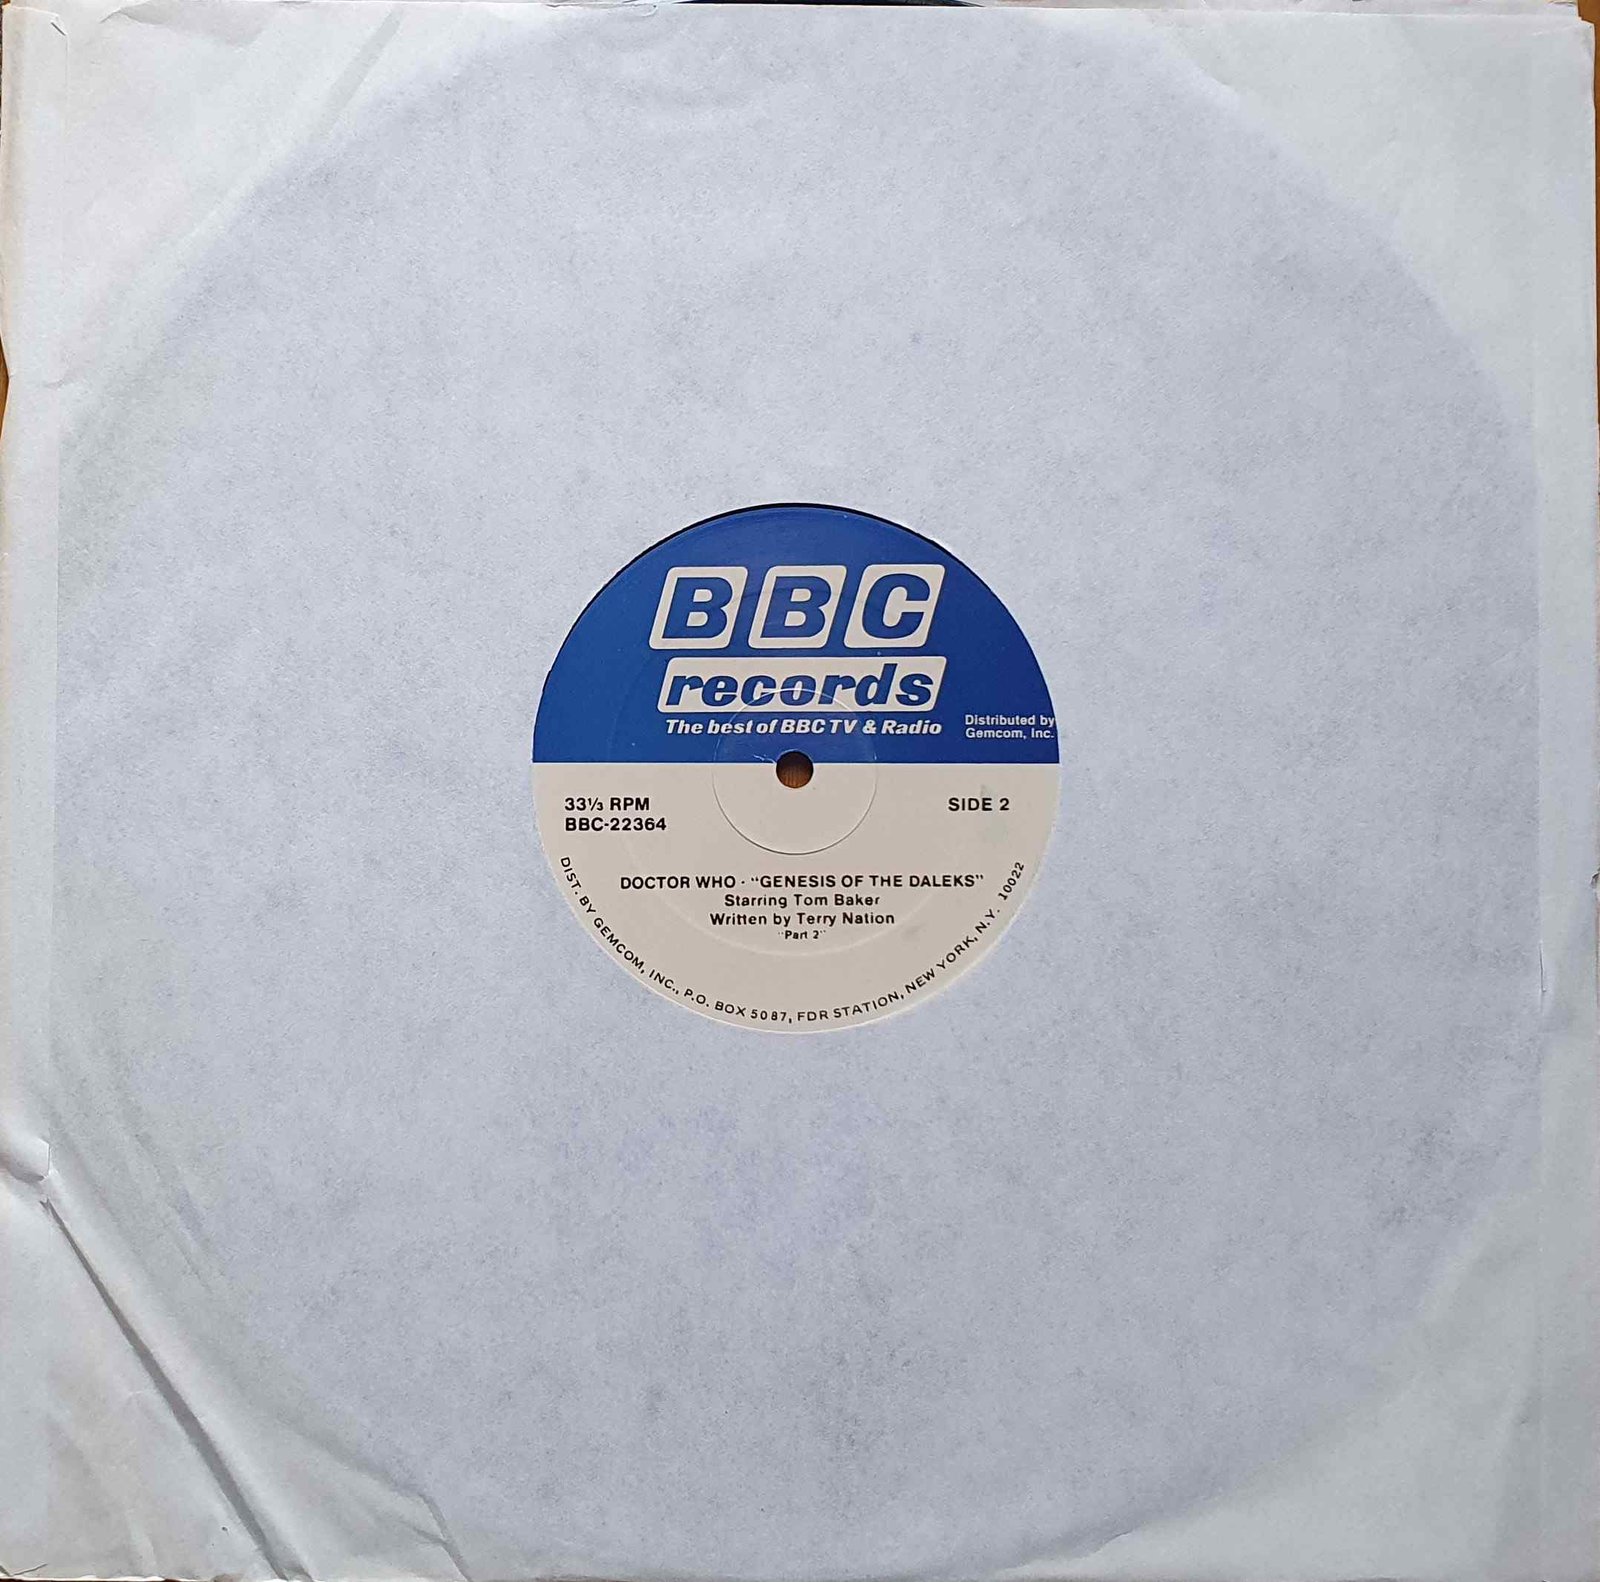 BBC
records
The best of BBC TV & Radio
Distributed by
Gemcom, Inc.
33⅓ RPM
BBC-22364
SIDE 2
DOCTOR WHO · "GENESIS OF THE DALEKS"
Starring Tom Baker
Written by Terry Nation
"Part 2"
DIST. BY GEMCOM, INC., P.O. BOX 5087, FDR STATION, NEW YORK, N.Y. 10022